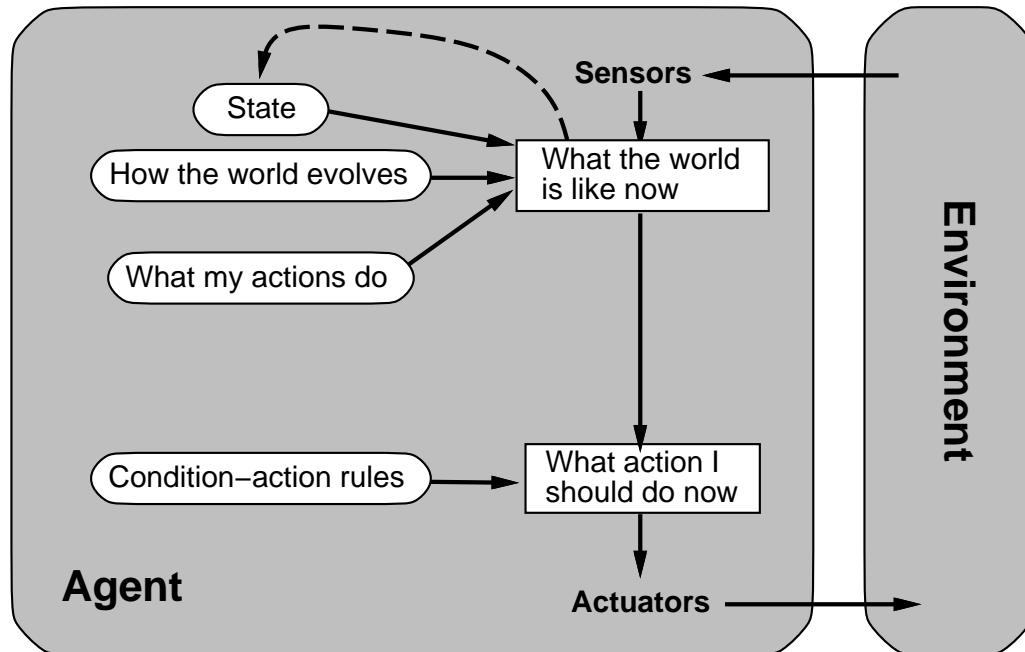 Sensors
State
What the world
is like now
How the world evolves
What my actions do
Environment
Condition−action rules
What action I
should do now
Agent
Actuators